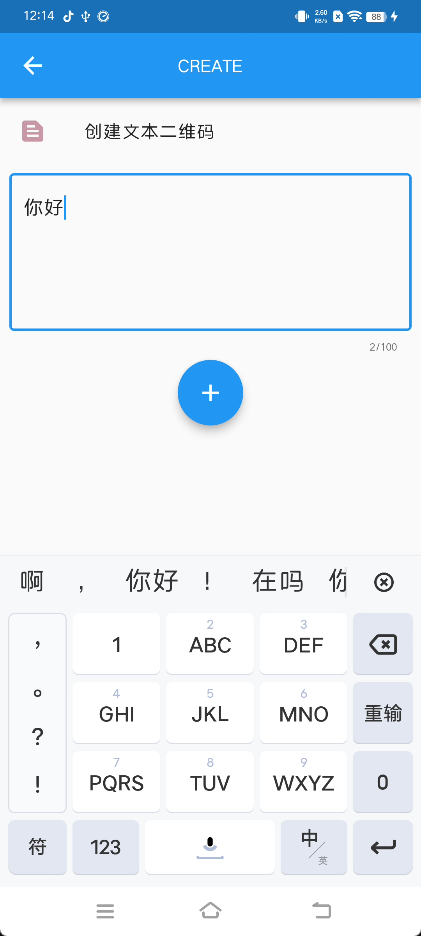 12:14 2.60 KB/s 88
CREATE
创建文本二维码
你好
2/100
+
啊 , 你好 ! 在吗
, 1 2 ABC 3 DEF
。 4 GHI 5 JKL 6 MNO 重输
? 7 PQRS 8 TUV 9 WXYZ 0
!
符 123 中/英